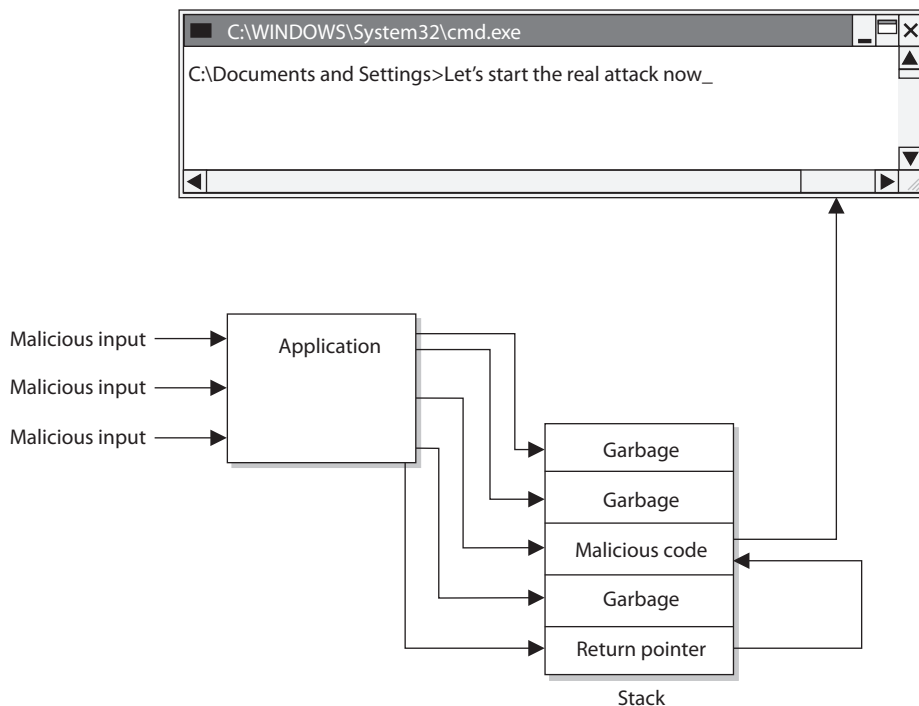 C:\WINDOWS\System32\cmd.exe
C:\Documents and Settings>Let's start the real attack now_
Malicious input
Malicious input
Malicious input
Application
Garbage
Garbage
Malicious code
Garbage
Return pointer
Stack